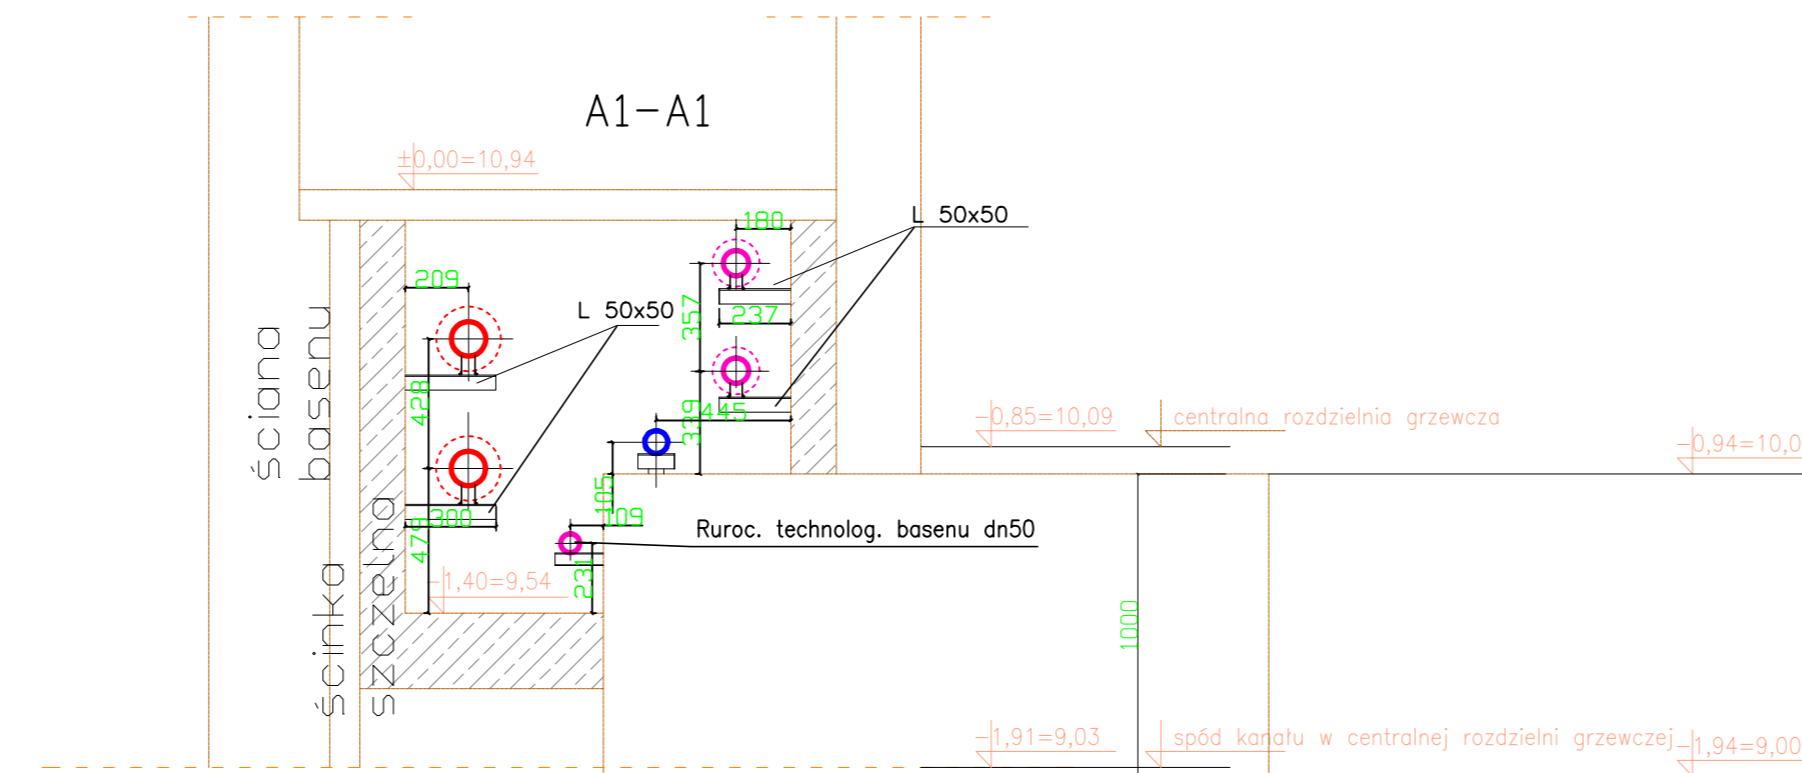 A1-A1
±0,00=10,94
180
L 50x50
209
L 50x50
357
237
ściana
basenu
428
339
445
-0,85=10,09
centralna rozdzielnia grzewcza
-0,94=10,0
105
300
109
479
Ruroc. technolog. basenu dn50
231
-1,40=9,54
ścinka
szczelna
1000
-1,91=9,03
spód kanału w centralnej rozdzielni grzewczej
-1,94=9,00